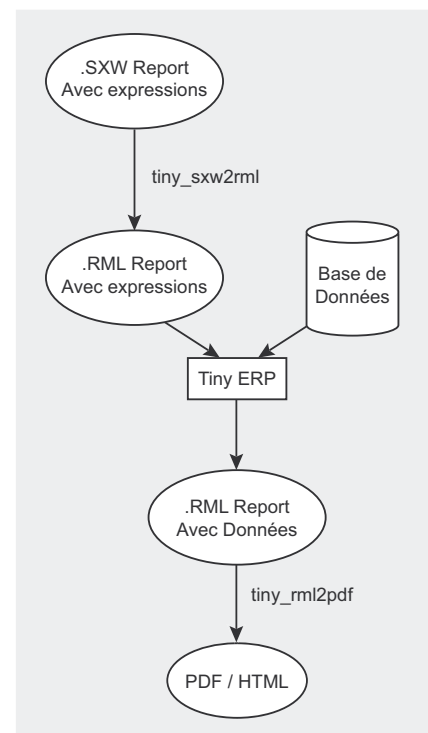 .SXW Report
Avec expressions
tiny_sxw2rml
.RML Report
Avec expressions
Base de
Données
Tiny ERP
.RML Report
Avec Données
tiny_rml2pdf
PDF / HTML